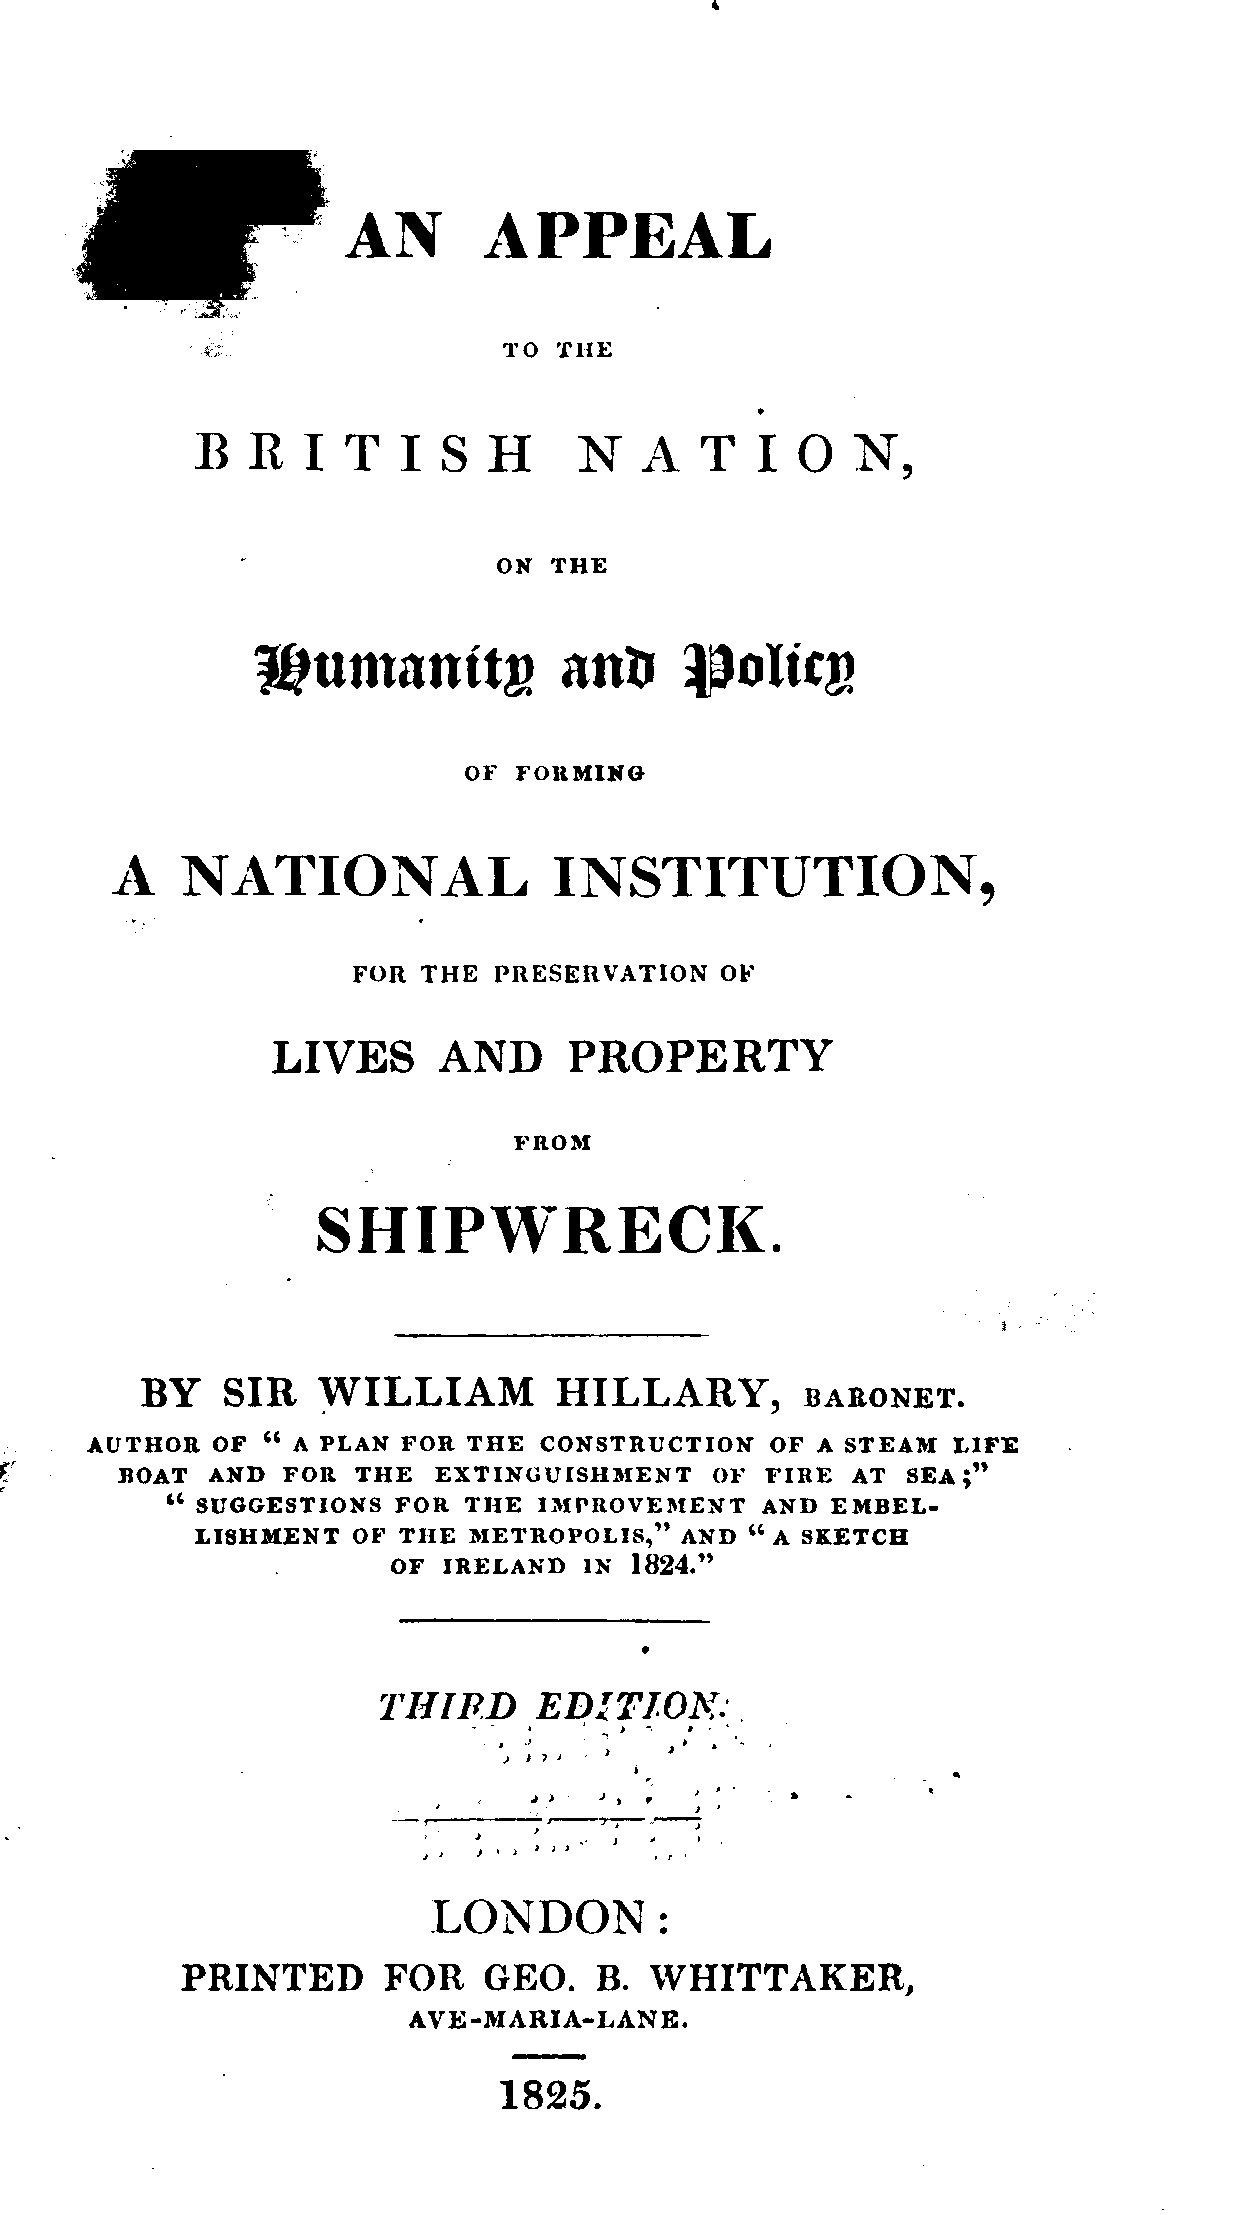 AN APPEAL
TO THE
BRITISH NATION,
ON THE
Humanity and Policy
OF FORMING
A NATIONAL INSTITUTION,
FOR THE PRESERVATION OF
LIVES AND PROPERTY
FROM
SHIPWRECK.
BY SIR WILLIAM HILLARY, BARONET.
AUTHOR OF “ A PLAN FOR THE CONSTRUCTION OF A STEAM LIFE
BOAT AND FOR THE EXTINGUISHMENT OF FIRE AT SEA;”
“ SUGGESTIONS FOR THE IMPROVEMENT AND EMBEL-
LISHMENT OF THE METROPOLIS,” AND “ A SKETCH
OF IRELAND IN 1824.”
THIRD EDITION.
LONDON:
PRINTED FOR GEO. B. WHITTAKER,
AVE-MARIA-LANE.
1825.